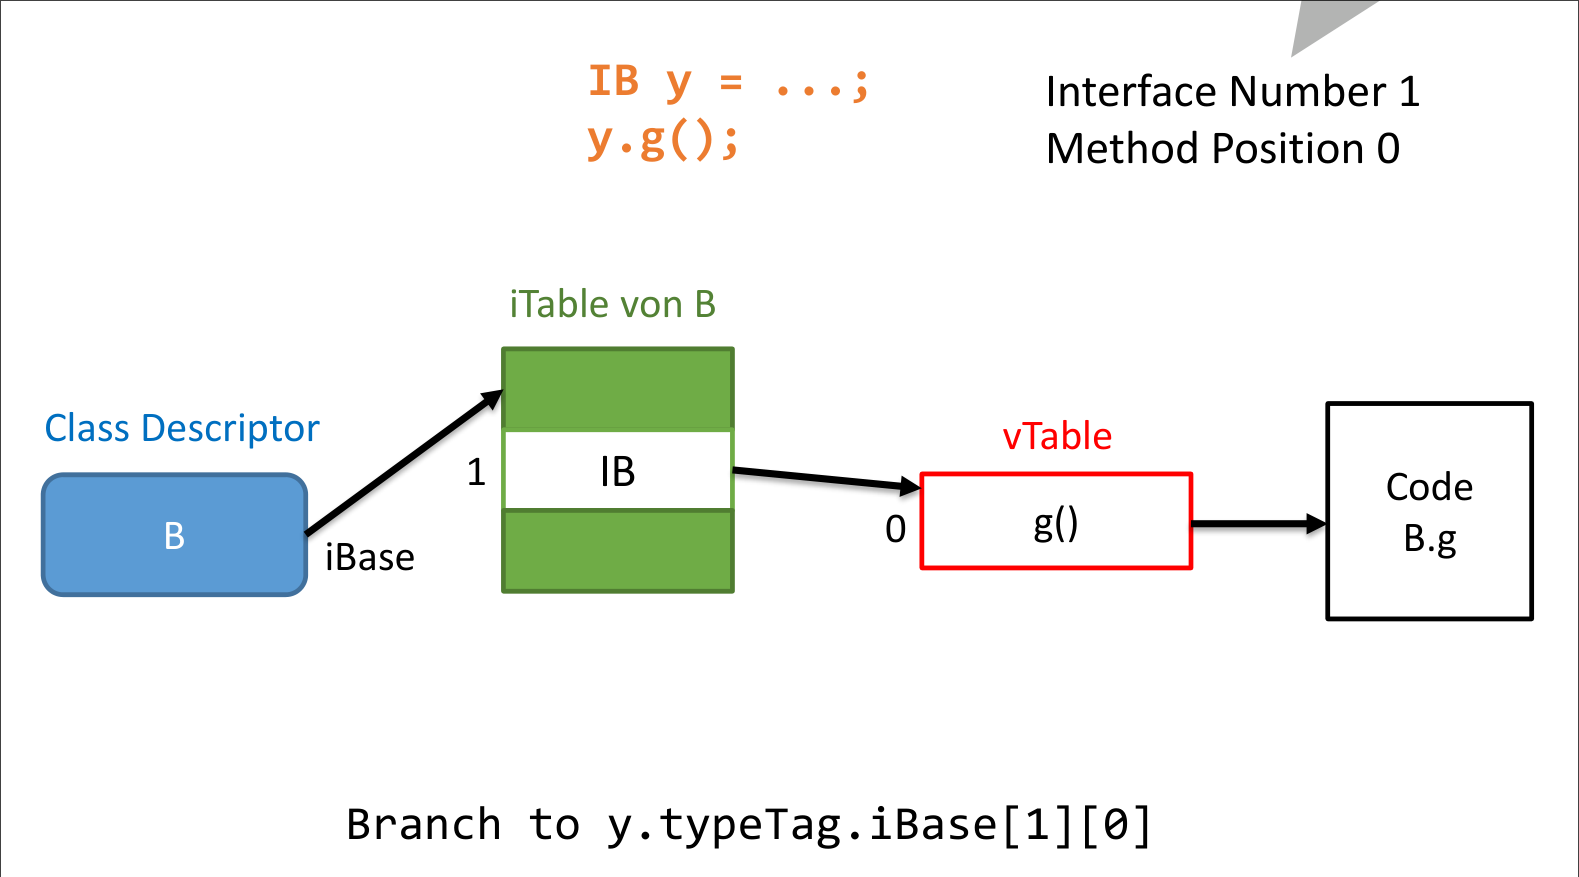 IB y = ...;
y.g();
Interface Number 1
Method Position 0
iTable von B
Class Descriptor
B
iBase
1
IB
vTable
0
g()
Code
B.g
Branch to y.typeTag.iBase[1][0]